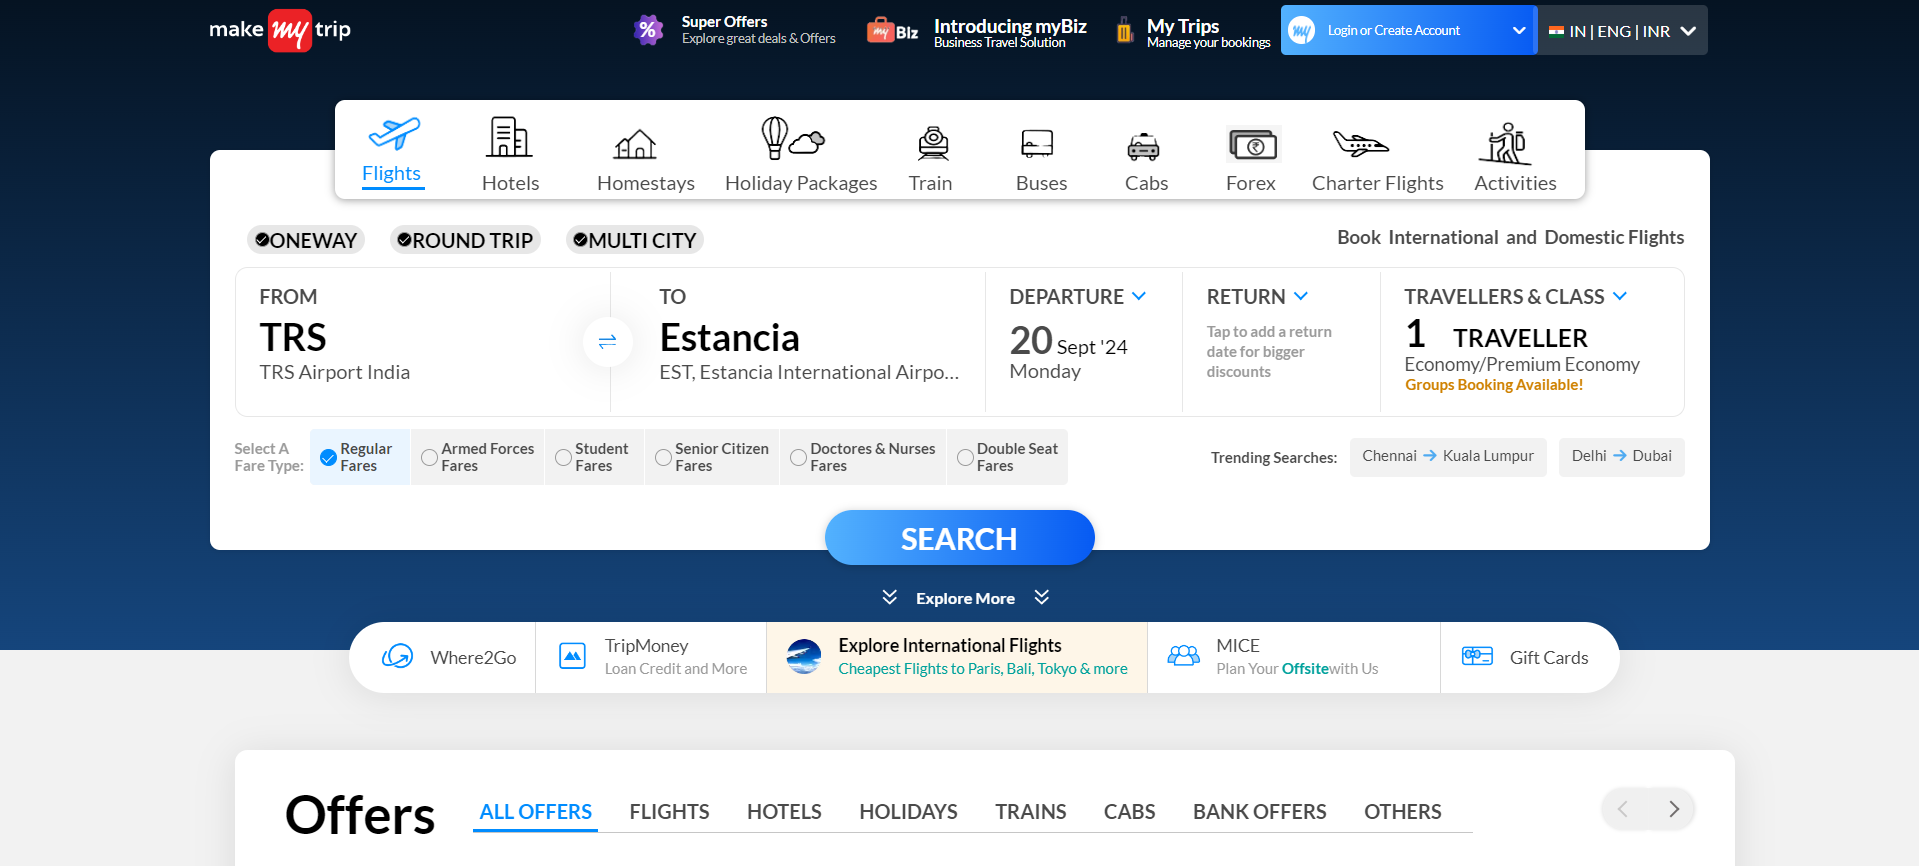 make my trip
Super Offers
Explore great deals & Offers
my Biz
Introducing myBiz
Business Travel Solution
My Trips
Manage your bookings
my Login or Create Account
IN | ENG | INR
Flights
Hotels
Homestays
Holiday Packages
Train
Buses
Cabs
Forex
Charter Flights
Activities
ONEWAY
ROUND TRIP
MULTI CITY
Book International and Domestic Flights
FROM
TRS
TRS Airport India
TO
Estancia
EST, Estancia International Airpo...
DEPARTURE
20 Sept '24
Monday
RETURN
Tap to add a return
date for bigger
discounts
TRAVELLERS & CLASS
1 TRAVELLER
Economy/Premium Economy
Groups Booking Available!
Select A
Fare Type:
Regular
Fares
Armed Forces
Fares
Student
Fares
Senior Citizen
Fares
Doctores & Nurses
Fares
Double Seat
Fares
Trending Searches:
Chennai → Kuala Lumpur
Delhi → Dubai
SEARCH
Explore More
Where2Go
TripMoney
Loan Credit and More
Explore International Flights
Cheapest Flights to Paris, Bali, Tokyo & more
MICE
Plan Your Offsitewith Us
Gift Cards
Offers
ALL OFFERS
FLIGHTS
HOTELS
HOLIDAYS
TRAINS
CABS
BANK OFFERS
OTHERS